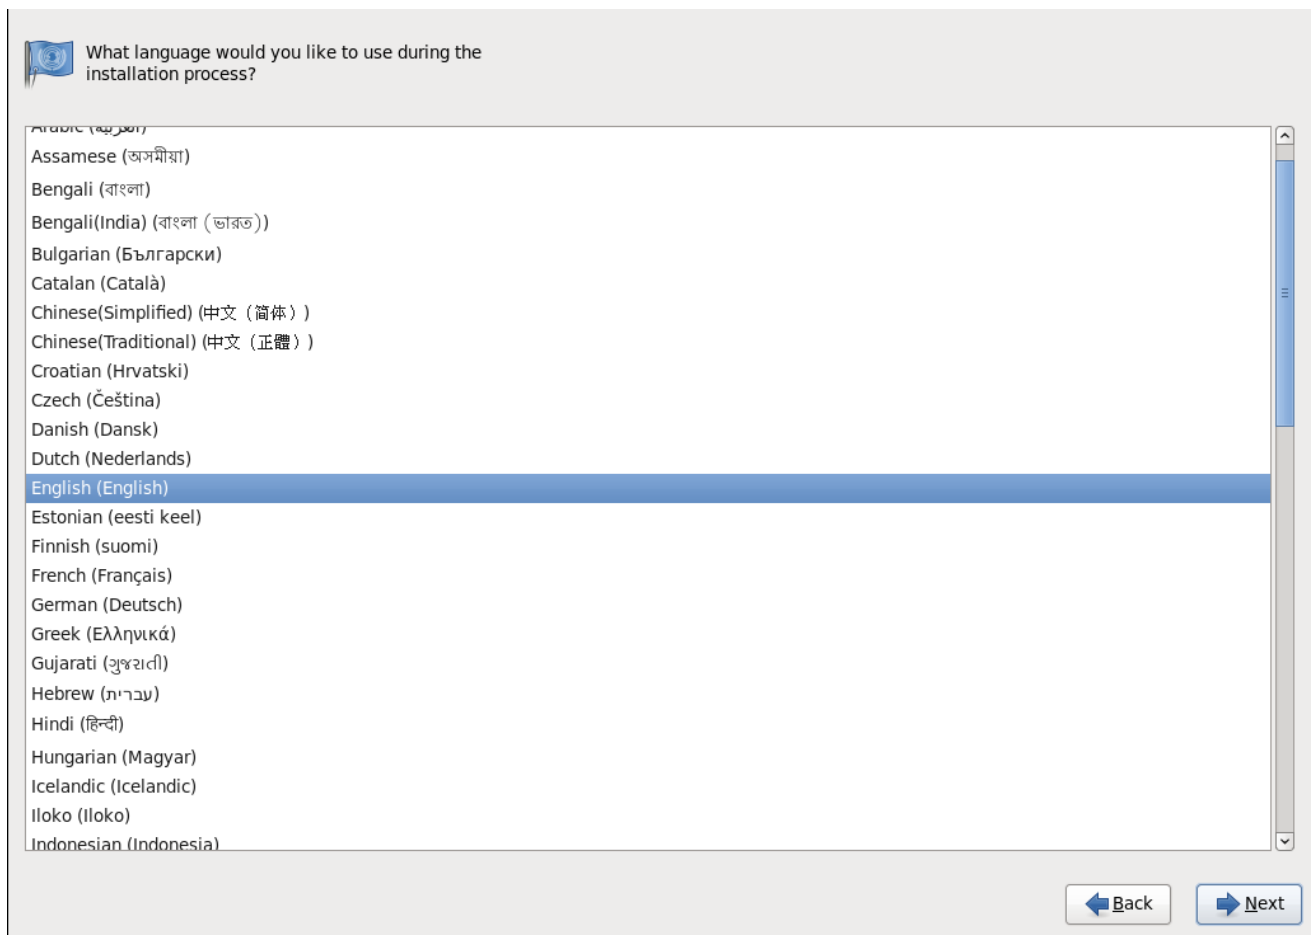 What language would you like to use during the
installation process?
Arabic (العربية)
Assamese (অসমীয়া)
Bengali (বাংলা)
Bengali(India) (বাংলা (ভারত))
Bulgarian (Български)
Catalan (Català)
Chinese(Simplified) (中文（简体）)
Chinese(Traditional) (中文（正體）)
Croatian (Hrvatski)
Czech (Čeština)
Danish (Dansk)
Dutch (Nederlands)
English (English)
Estonian (eesti keel)
Finnish (suomi)
French (Français)
German (Deutsch)
Greek (Ελληνικά)
Gujarati (ગુજરાતી)
Hebrew (עברית)
Hindi (हिन्दी)
Hungarian (Magyar)
Icelandic (Icelandic)
Iloko (Iloko)
Indonesian (Indonesia)
Back
Next